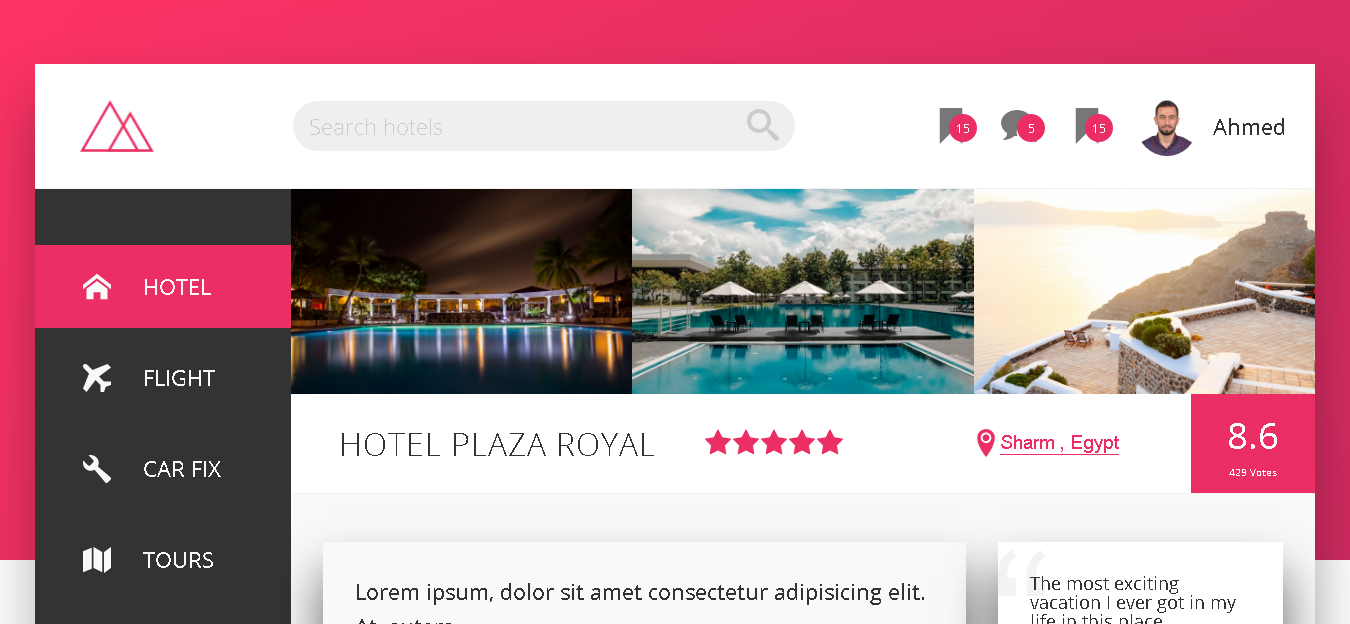 Search hotels
15
5
15
Ahmed
HOTEL
FLIGHT
CAR FIX
TOURS
HOTEL PLAZA ROYAL
Sharm , Egypt
8.6
429 Votes
Lorem ipsum, dolor sit amet consectetur adipisicing elit.
At, autem
“
The most exciting
vacation I ever got in my
life in this place